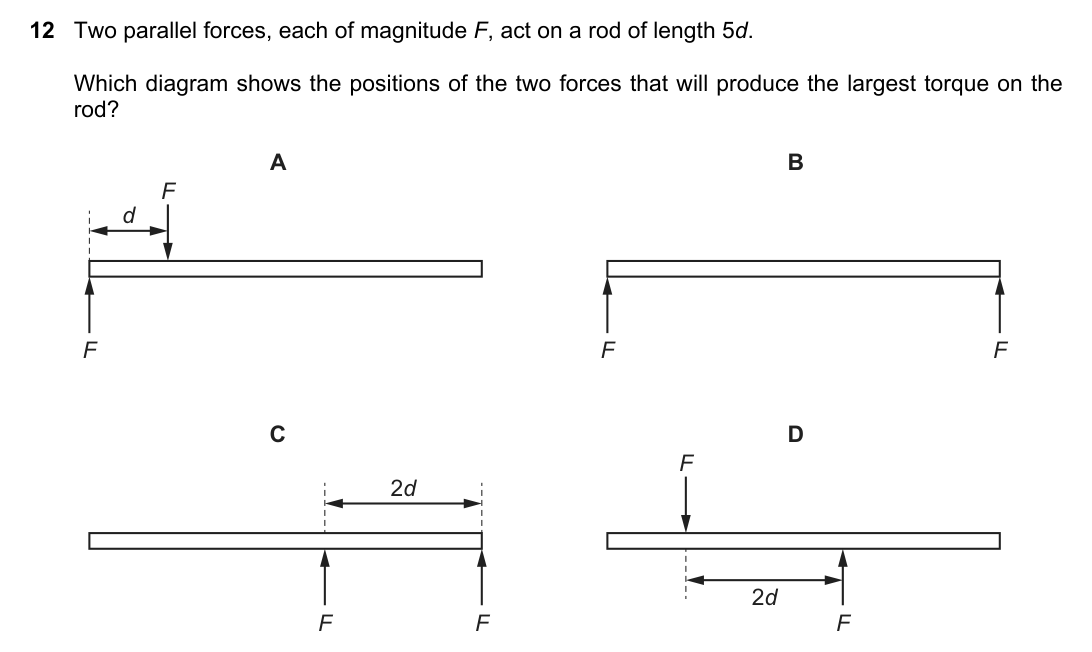 12 Two parallel forces, each of magnitude F, act on a rod of length 5d.
Which diagram shows the positions of the two forces that will produce the largest torque on the
rod?
A
B
F
d
F
F
F
C
D
F
2d
2d
F
F
F